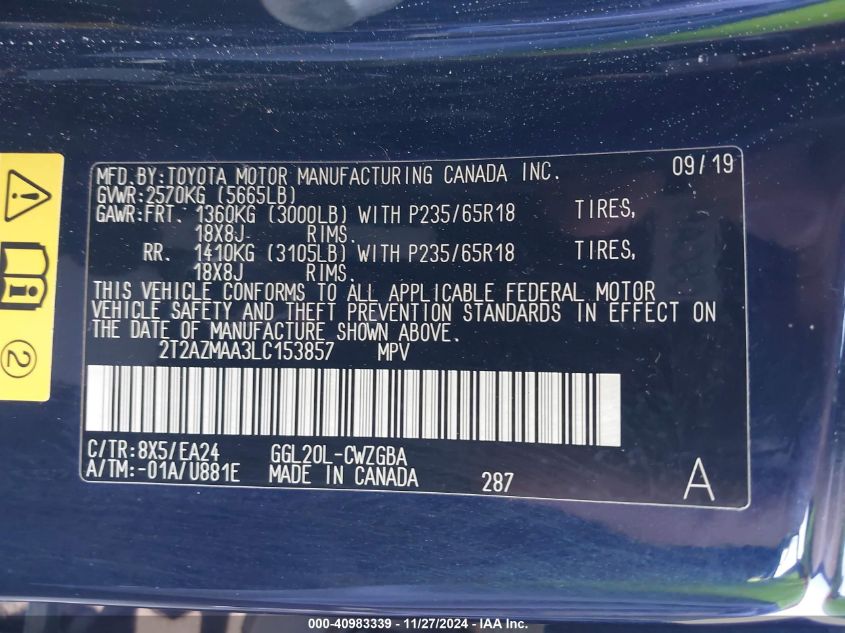 MFD.BY:TOYOTA MOTOR MANUFACTURING CANADA INC. 09/19
GVWR:2570KG (5665LB)
GAWR:FRT. 1360KG (3000LB) WITH P235/65R18 TIRES,
18X8J RIMS.
RR. 1410KG (3105LB) WITH P235/65R18 TIRES,
18X8J RIMS.
THIS VEHICLE CONFORMS TO ALL APPLICABLE FEDERAL MOTOR
VEHICLE SAFETY AND THEFT PREVENTION STANDARDS IN EFFECT ON
THE DATE OF MANUFACTURE SHOWN ABOVE.
2T2AZMAA3LC153857 MPV
C/TR:8X5/EA24 GGL20L-CWZGBA
A/TM:-01A/U881E MADE IN CANADA 287 A
2
000-40983339 - 11/27/2024 - IAA Inc.